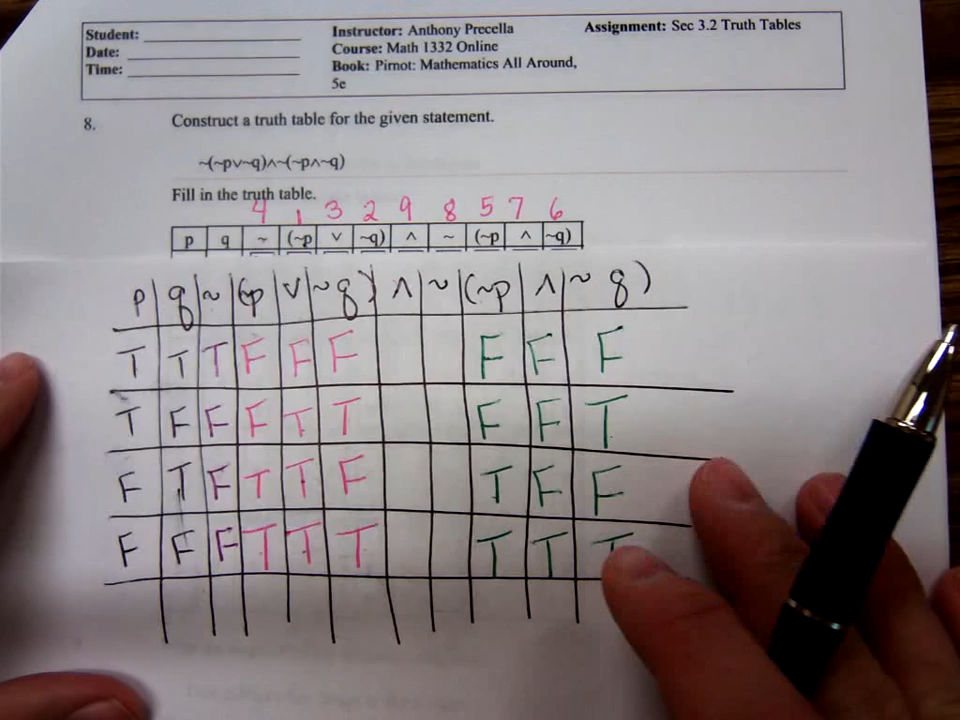 Student: Instructor: Anthony Precella Assignment: Sec 3.2 Truth Tables
Date: Course: Math 1332 Online
Time: Book: Pirnot: Mathematics All Around,
5e
8. Construct a truth table for the given statement.
~(~p∨~q)∧~(~p∧~q)
Fill in the truth table.
4 1 3 2 9 8 5 7 6
p q ~ (~p ∨ ~q) ∧ ~ (~p ∧ ~q)
p q ~ (~p ∨ ~q) ∧ ~ (~p ∧ ~q)
T T T F F F F F F
T F F F T T F F T
F T F T T F T F F
F F F T T T T T T